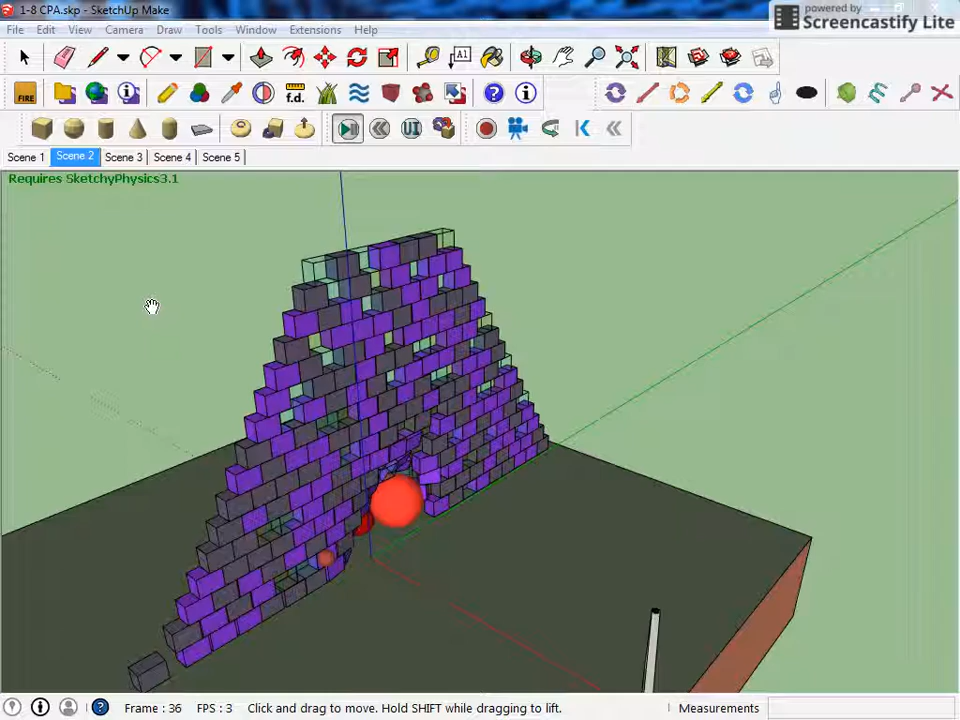 1-8 CPA.skp - SketchUp Make
powered by
Screencastify Lite
File Edit View Camera Draw Tools Window Extensions Help
A1
FIRE
f.d.
UI
Scene 1 Scene 2 Scene 3 Scene 4 Scene 5
Requires SketchyPhysics3.1
Frame : 36 FPS : 3 Click and drag to move. Hold SHIFT while dragging to lift. Measurements